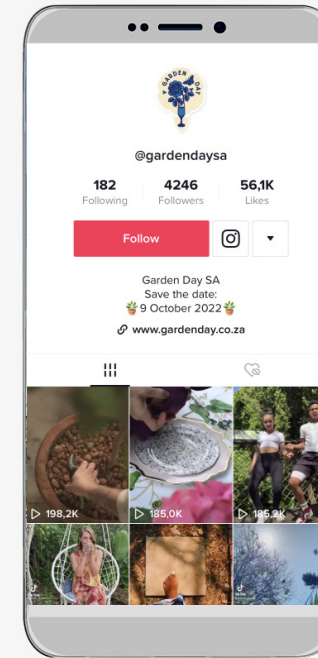 GARDEN DAY
@gardendaysa
182 4246 56,1K
Following Followers Likes
Follow
Garden Day SA
Save the date:
9 October 2022
www.gardenday.co.za
198,2K 185,0K 185,2K